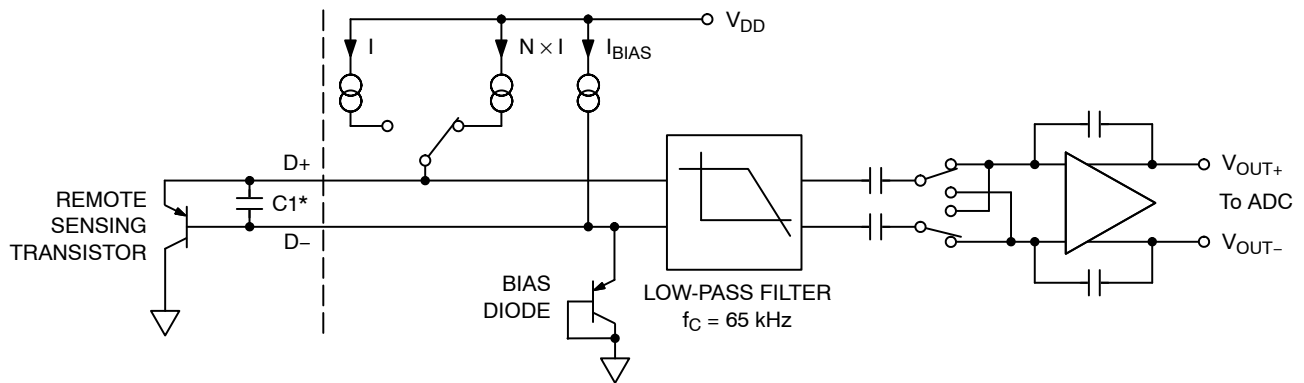 V_DD
I
N × I
I_BIAS
D+
C1*
D−
REMOTE
SENSING
TRANSISTOR
BIAS
DIODE
LOW-PASS FILTER
f_C = 65 kHz
V_OUT+
To ADC
V_OUT−